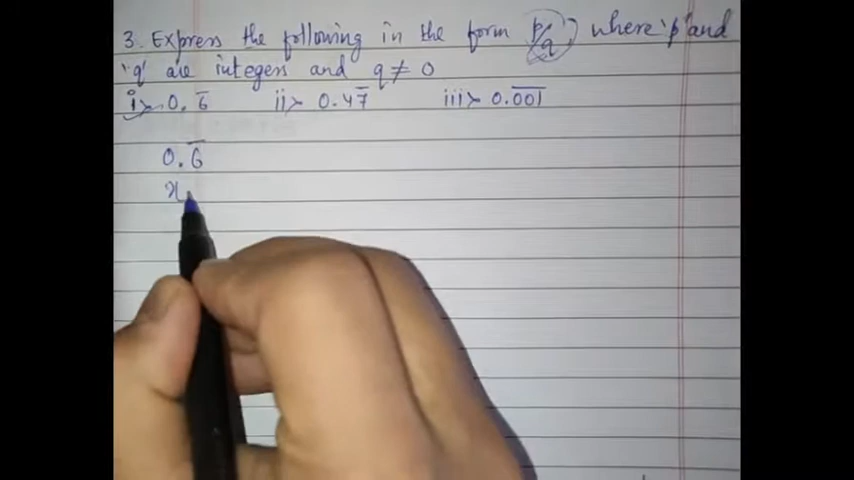 3. Express the following in the form p/q, where 'p' and
'q' are integers and q ≠ 0
i> 0.6̅ ii> 0.47̅ iii> 0.0̅0̅1̅
0.6̅
x